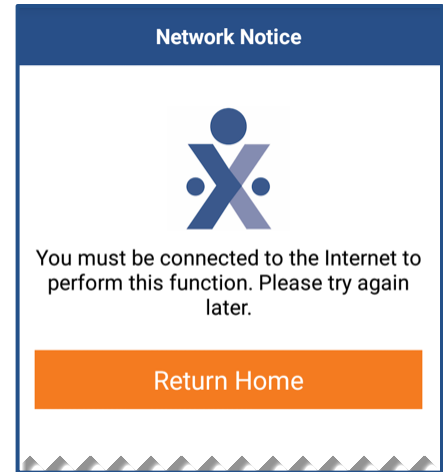 Network Notice
You must be connected to the Internet to
perform this function. Please try again
later.
Return Home